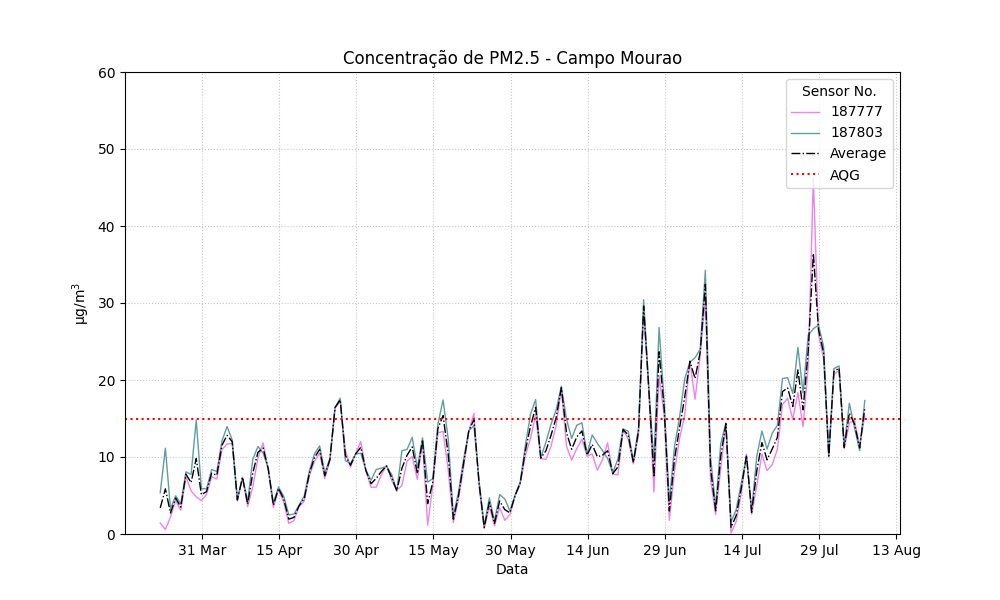 Concentração de PM2.5 - Campo Mourao
60
50
40
30
20
10
0
µg/m³
Sensor No.
187777
187803
Average
AQG
31 Mar 15 Apr 30 Apr 15 May 30 May 14 Jun 29 Jun 14 Jul 29 Jul 13 Aug
Data